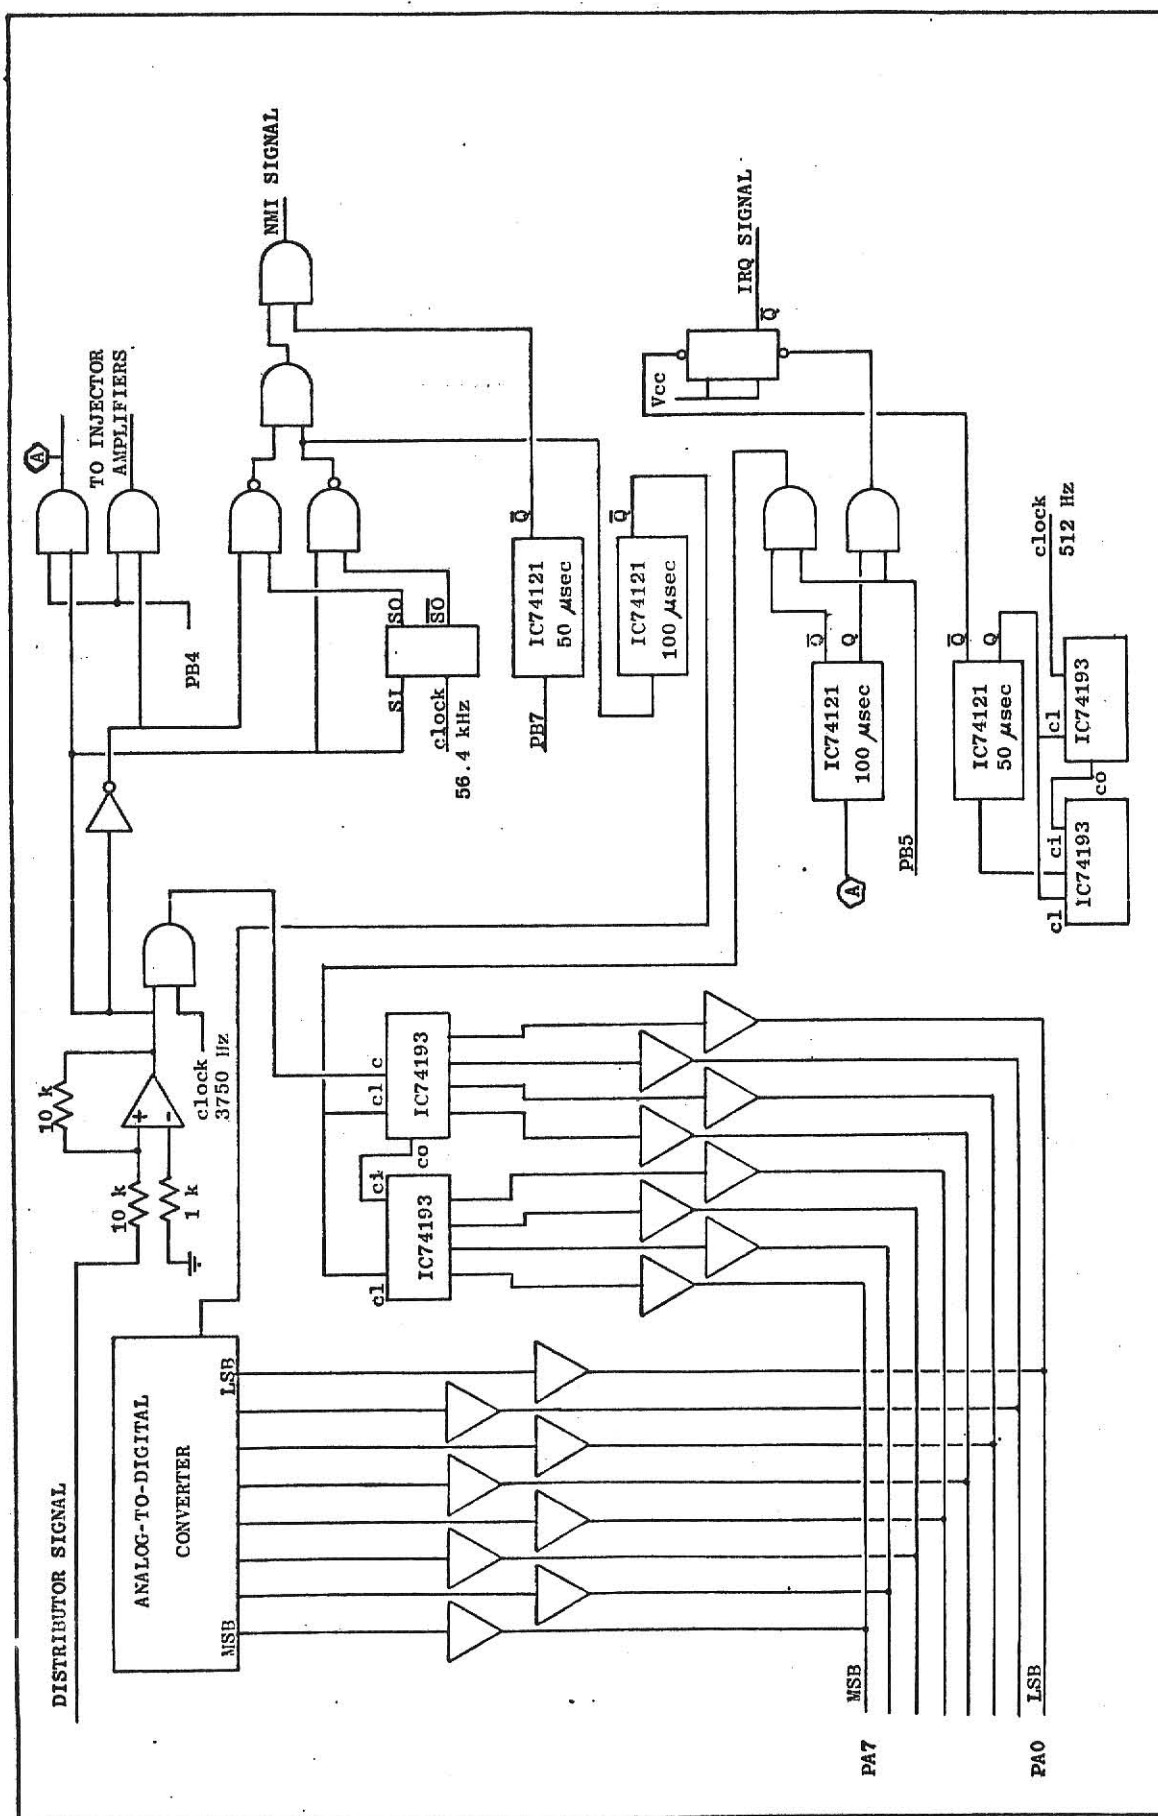 DISTRIBUTOR SIGNAL
ANALOG-TO-DIGITAL
CONVERTER
MSB
LSB
10 k
10 k
1 k
+
-
clock
3750 Hz
A
TO INJECTOR
AMPLIFIERS
PB4
NMI SIGNAL
SI
SO
S̅O̅
clock
56.4 kHz
PB7
IC74121
50 μsec
Q̅
IC74121
100 μsec
Q̅
cl
ci
co
cl
c
IC74193
IC74193
A
IC74121
100 μsec
Q̅
Q
PB5
Vcc
Q̅
IRQ SIGNAL
IC74121
50 μsec
Q̅
Q
cl
ci
co
cl
IC74193
IC74193
clock
512 Hz
PA7
MSB
PA0
LSB